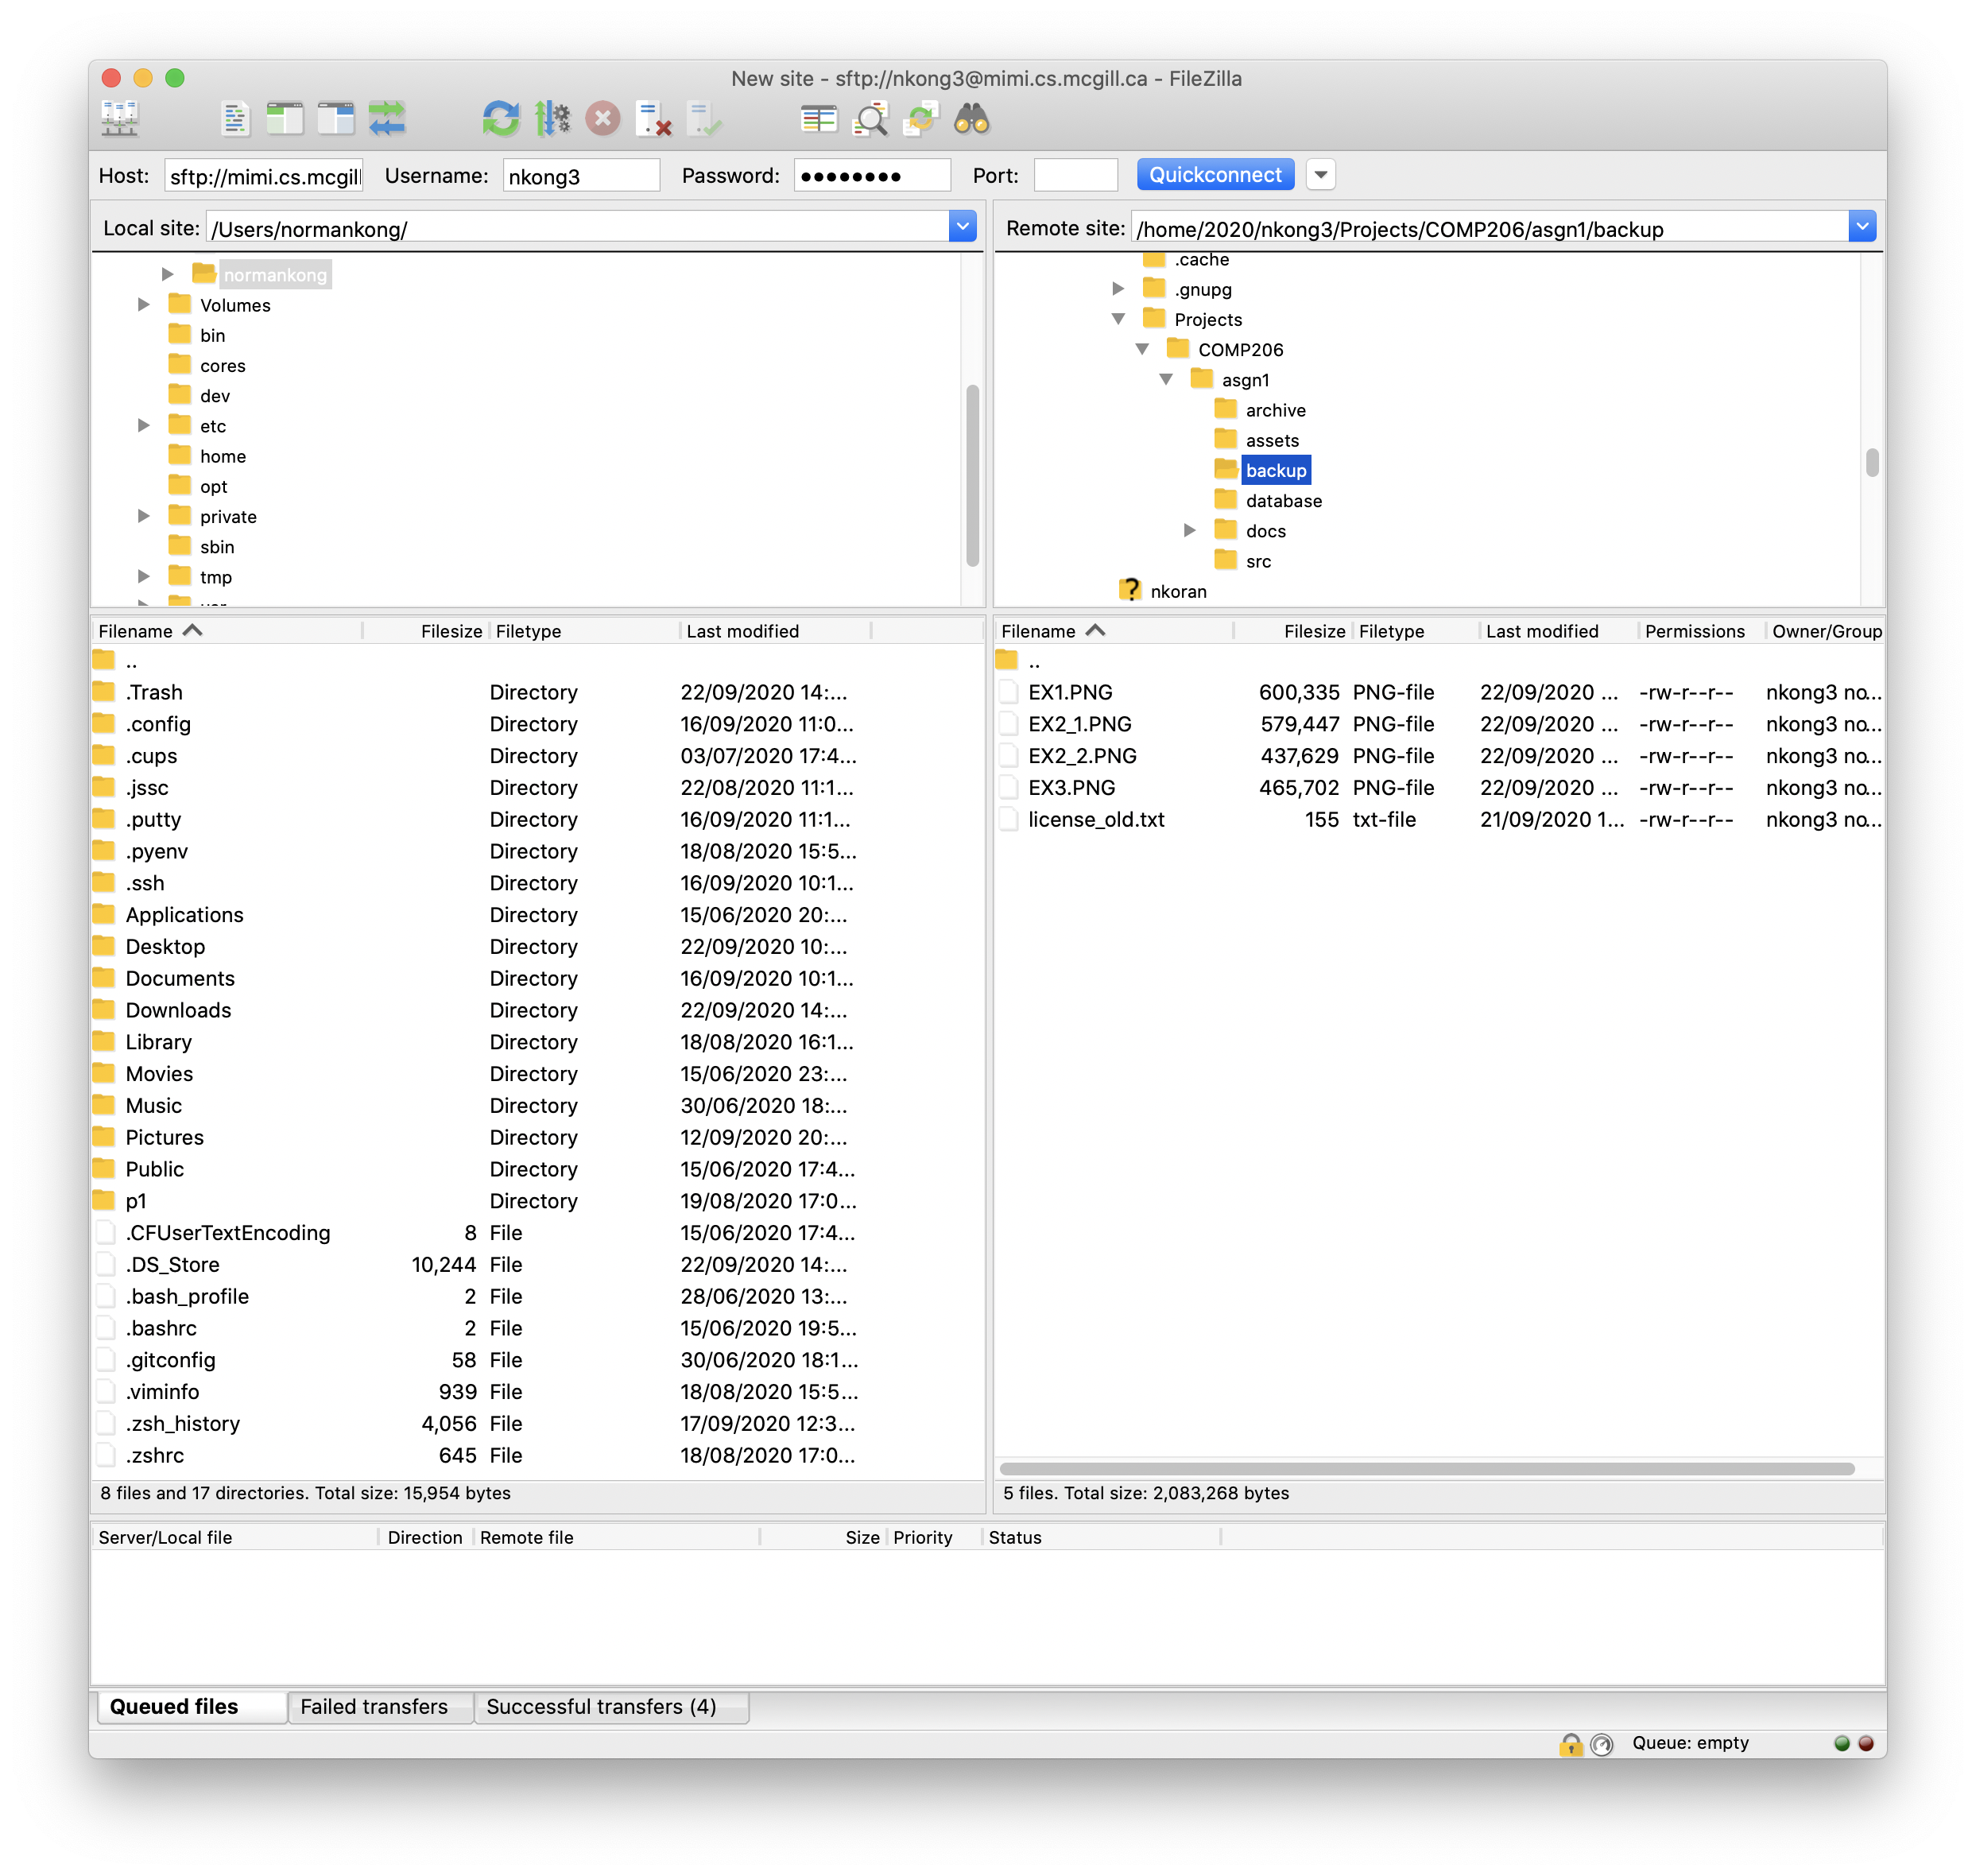 New site - sftp://nkong3@mimi.cs.mcgill.ca - FileZilla
Host: sftp://mimi.cs.mcgill Username: nkong3 Password: ●●●●●●●● Port: Quickconnect
Local site: /Users/normankong/
normankong
Volumes
bin
cores
dev
etc
home
opt
private
sbin
tmp
Remote site: /home/2020/nkong3/Projects/COMP206/asgn1/backup
.cache
.gnupg
Projects
COMP206
asgn1
archive
assets
backup
database
docs
src
? nkoran
Filename Filesize Filetype Last modified
..
.Trash Directory 22/09/2020 14:...
.config Directory 16/09/2020 11:0...
.cups Directory 03/07/2020 17:4...
.jssc Directory 22/08/2020 11:1...
.putty Directory 16/09/2020 11:1...
.pyenv Directory 18/08/2020 15:5...
.ssh Directory 16/09/2020 10:1...
Applications Directory 15/06/2020 20:...
Desktop Directory 22/09/2020 10:...
Documents Directory 16/09/2020 10:1...
Downloads Directory 22/09/2020 14:...
Library Directory 18/08/2020 16:1...
Movies Directory 15/06/2020 23:...
Music Directory 30/06/2020 18:...
Pictures Directory 12/09/2020 20:...
Public Directory 15/06/2020 17:4...
p1 Directory 19/08/2020 17:0...
.CFUserTextEncoding 8 File 15/06/2020 17:4...
.DS_Store 10,244 File 22/09/2020 14:...
.bash_profile 2 File 28/06/2020 13:...
.bashrc 2 File 15/06/2020 19:5...
.gitconfig 58 File 30/06/2020 18:1...
.viminfo 939 File 18/08/2020 15:5...
.zsh_history 4,056 File 17/09/2020 12:3...
.zshrc 645 File 18/08/2020 17:0...
8 files and 17 directories. Total size: 15,954 bytes
Filename Filesize Filetype Last modified Permissions Owner/Group
..
EX1.PNG 600,335 PNG-file 22/09/2020 ... -rw-r--r-- nkong3 no...
EX2_1.PNG 579,447 PNG-file 22/09/2020 ... -rw-r--r-- nkong3 no...
EX2_2.PNG 437,629 PNG-file 22/09/2020 ... -rw-r--r-- nkong3 no...
EX3.PNG 465,702 PNG-file 22/09/2020 ... -rw-r--r-- nkong3 no...
license_old.txt 155 txt-file 21/09/2020 1... -rw-r--r-- nkong3 no...
5 files. Total size: 2,083,268 bytes
Server/Local file Direction Remote file Size Priority Status
Queued files Failed transfers Successful transfers (4)
Queue: empty